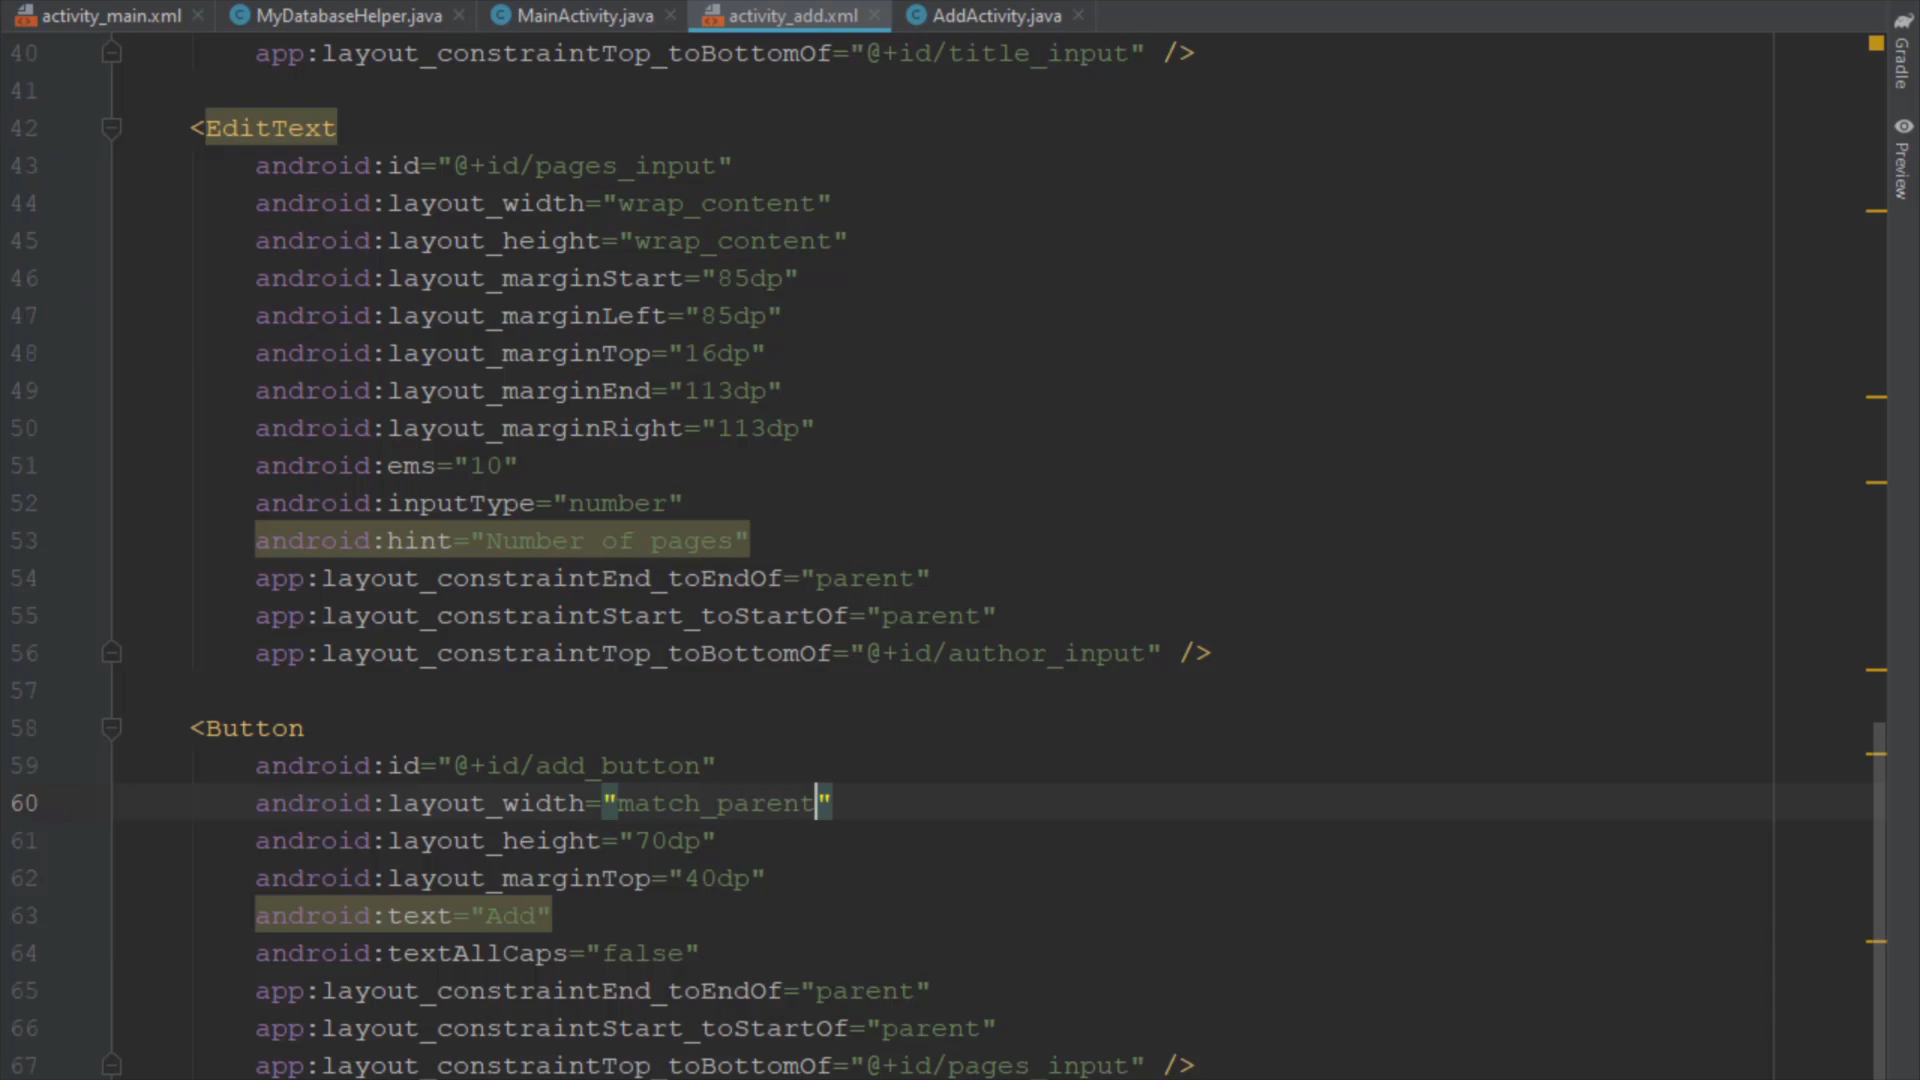 activity_main.xml MyDatabaseHelper.java MainActivity.java activity_add.xml AddActivity.java
Gradle
Preview
40 app:layout_constraintTop_toBottomOf="@+id/title_input" />
41
42 <EditText
43 android:id="@+id/pages_input"
44 android:layout_width="wrap_content"
45 android:layout_height="wrap_content"
46 android:layout_marginStart="85dp"
47 android:layout_marginLeft="85dp"
48 android:layout_marginTop="16dp"
49 android:layout_marginEnd="113dp"
50 android:layout_marginRight="113dp"
51 android:ems="10"
52 android:inputType="number"
53 android:hint="Number of pages"
54 app:layout_constraintEnd_toEndOf="parent"
55 app:layout_constraintStart_toStartOf="parent"
56 app:layout_constraintTop_toBottomOf="@+id/author_input" />
57
58 <Button
59 android:id="@+id/add_button"
60 android:layout_width="match_parent"
61 android:layout_height="70dp"
62 android:layout_marginTop="40dp"
63 android:text="Add"
64 android:textAllCaps="false"
65 app:layout_constraintEnd_toEndOf="parent"
66 app:layout_constraintStart_toStartOf="parent"
67 app:layout_constraintTop_toBottomOf="@+id/pages_input" />